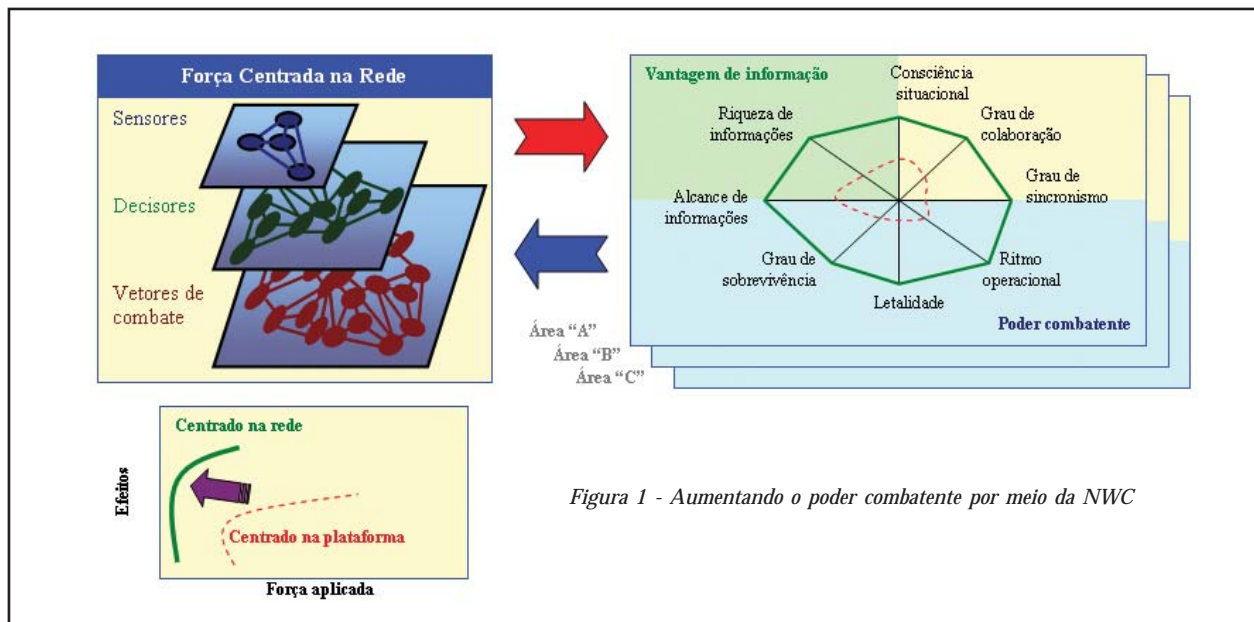 Força Centrada na Rede
Sensores
Decisores
Vetores de
combate
Vantagem de informação
Consciência
situacional
Riqueza de
informações
Grau de
colaboração
Alcance de
informações
Grau de
sincronismo
Grau de
sobrevivência
Ritmo
operacional
Letalidade
Poder combatente
Área “A”
Área “B”
Área “C”
Centrado na rede
Efeitos
Centrado na plataforma
Força aplicada
Figura 1 - Aumentando o poder combatente por meio da NWC